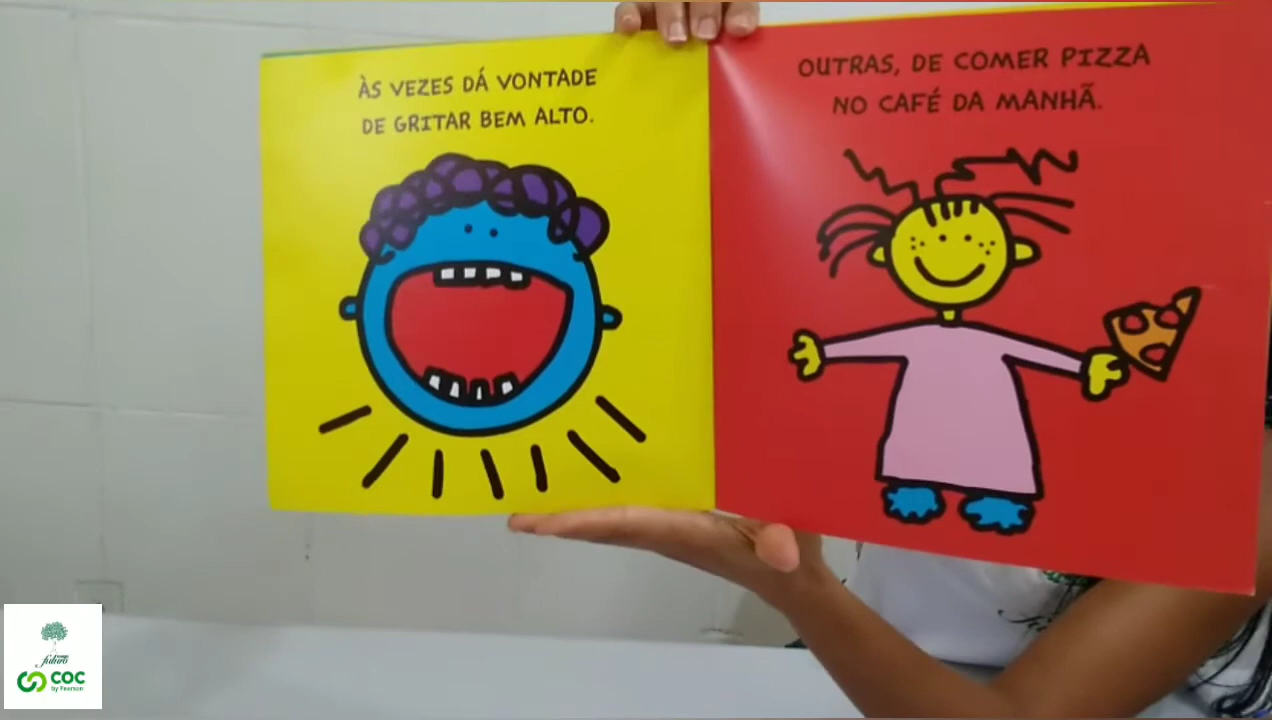 ÀS VEZES DÁ VONTADE
DE GRITAR BEM ALTO.
OUTRAS, DE COMER PIZZA
NO CAFÉ DA MANHÃ.
futuro
COC
by Pearson